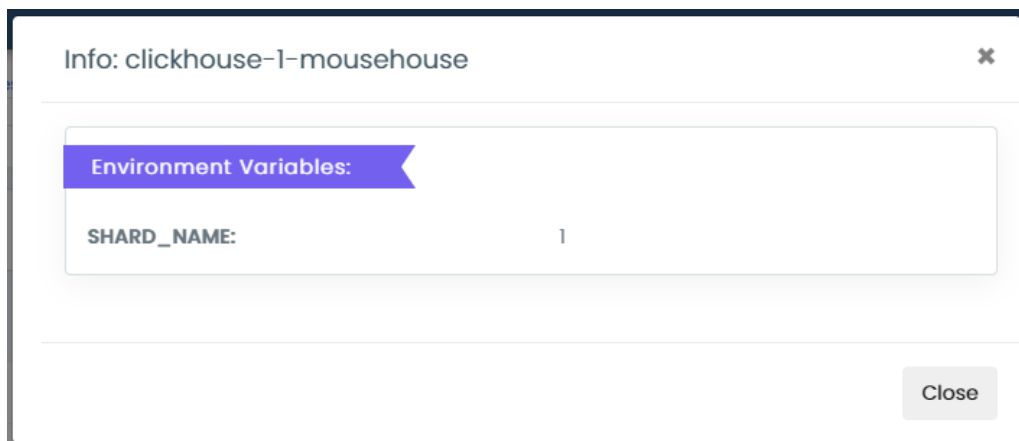 Info: clickhouse-1-mousehouse ✖
Environment Variables:
SHARD_NAME: 1
Close